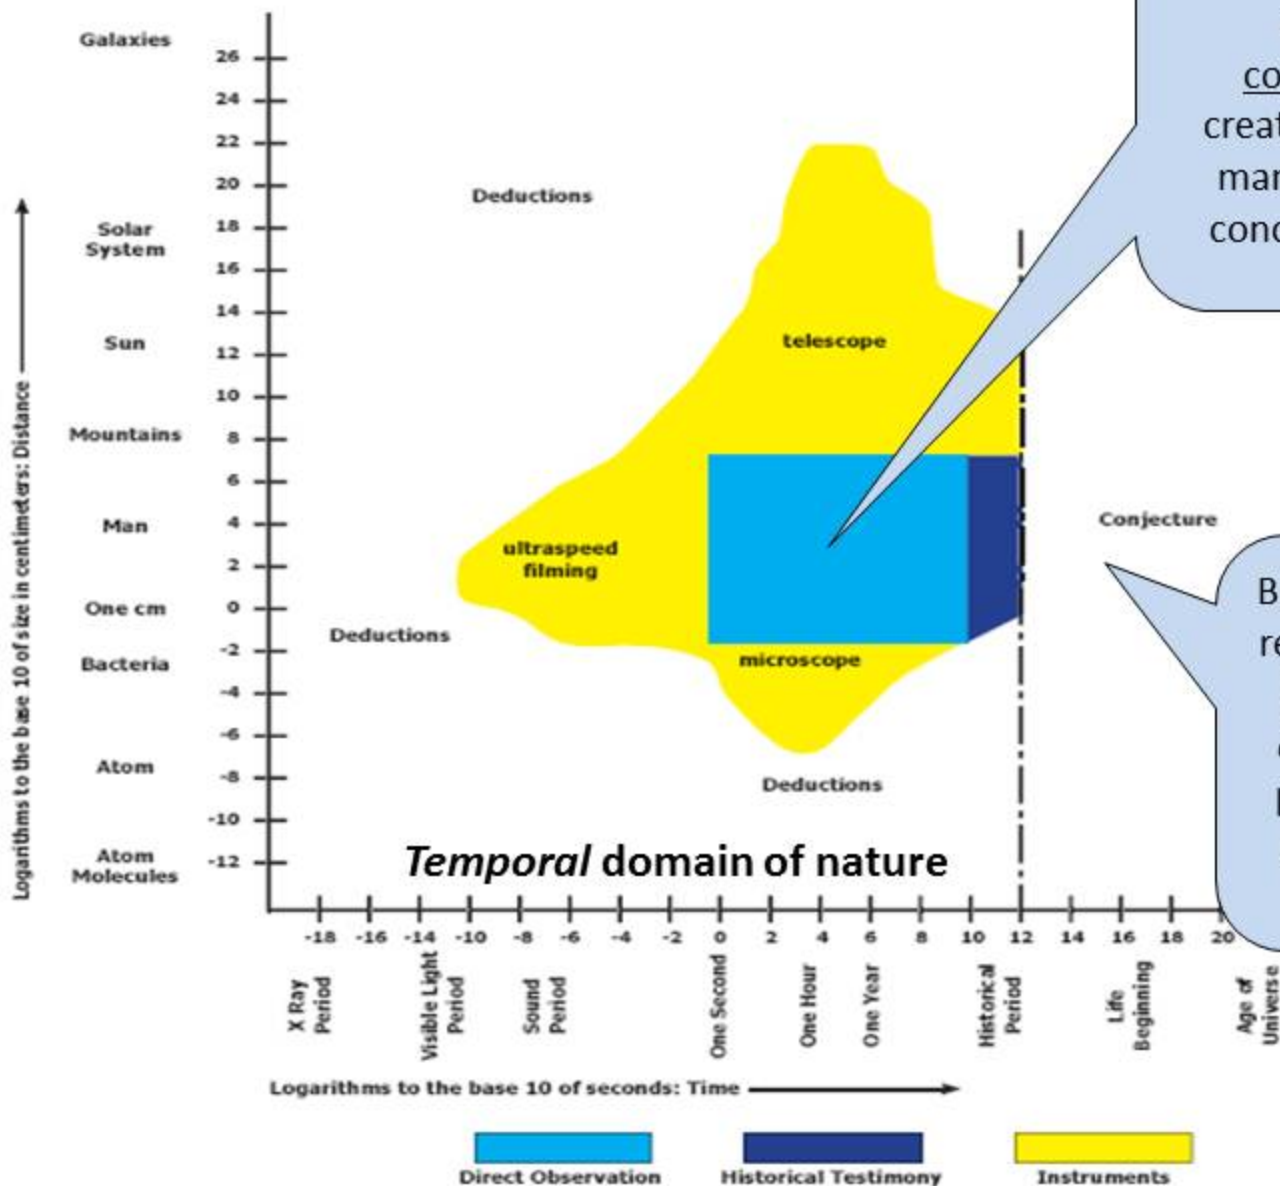 Galaxies
26
24
22
20
18
16
14
12
10
8
6
4
2
0
-2
-4
-6
-8
-10
-12
Solar
System
Sun
Mountains
Man
One cm
Bacteria
Atom
Atom
Molecules
Logarithms to the base 10 of size in centimeters: Distance
Deductions
telescope
ultraspeed
filming
Deductions
microscope
Deductions
Conjecture
Temporal domain of nature
-18 -16 -14 -10 -8 -6 -4 -2 0 2 4 6 8 10 12 14 16 18 20
X Ray
Period
Visible Light
Period
Sound
Period
One Second
One Hour
One Year
Historical
Period
Life
Beginning
Age of
Universe
Logarithms to the base 10 of seconds: Time
Direct Observation
Historical Testimony
Instruments